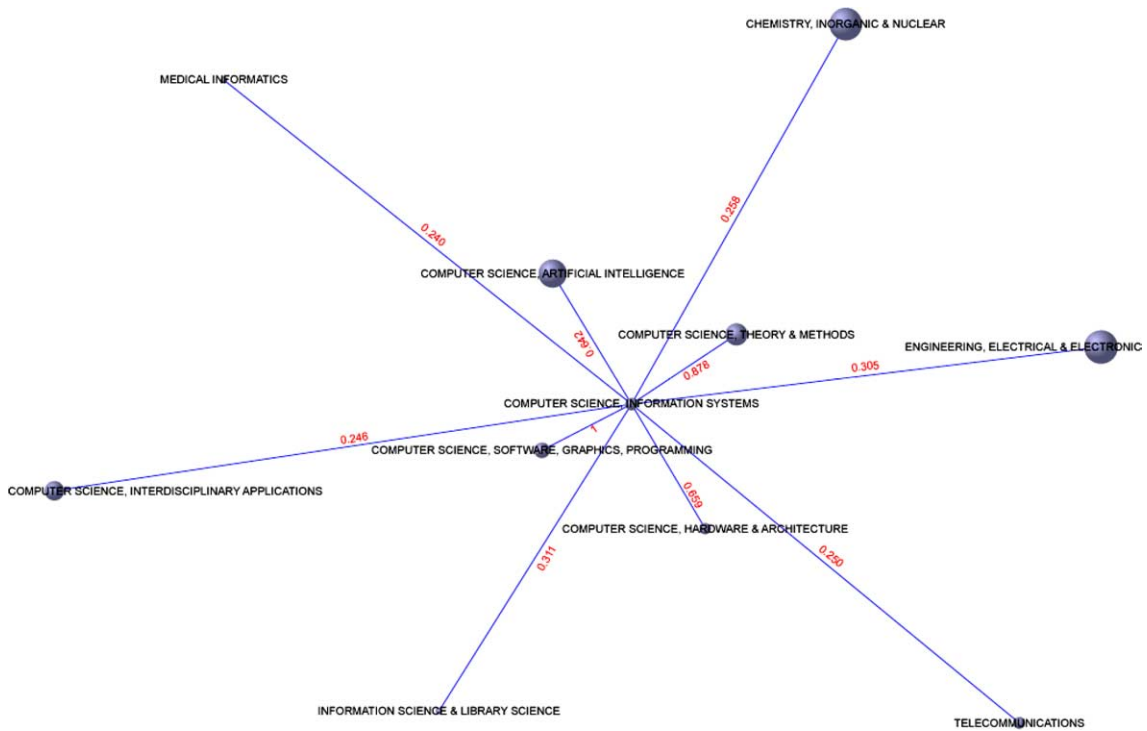 CHEMISTRY, INORGANIC & NUCLEAR
MEDICAL INFORMATICS
0.258
0.240
COMPUTER SCIENCE, ARTIFICIAL INTELLIGENCE
COMPUTER SCIENCE, THEORY & METHODS
0.642
ENGINEERING, ELECTRICAL & ELECTRONIC
0.878
0.305
COMPUTER SCIENCE, INFORMATION SYSTEMS
1
0.246
COMPUTER SCIENCE, SOFTWARE, GRAPHICS, PROGRAMMING
COMPUTER SCIENCE, INTERDISCIPLINARY APPLICATIONS
0.659
COMPUTER SCIENCE, HARDWARE & ARCHITECTURE
0.311
0.250
INFORMATION SCIENCE & LIBRARY SCIENCE
TELECOMMUNICATIONS